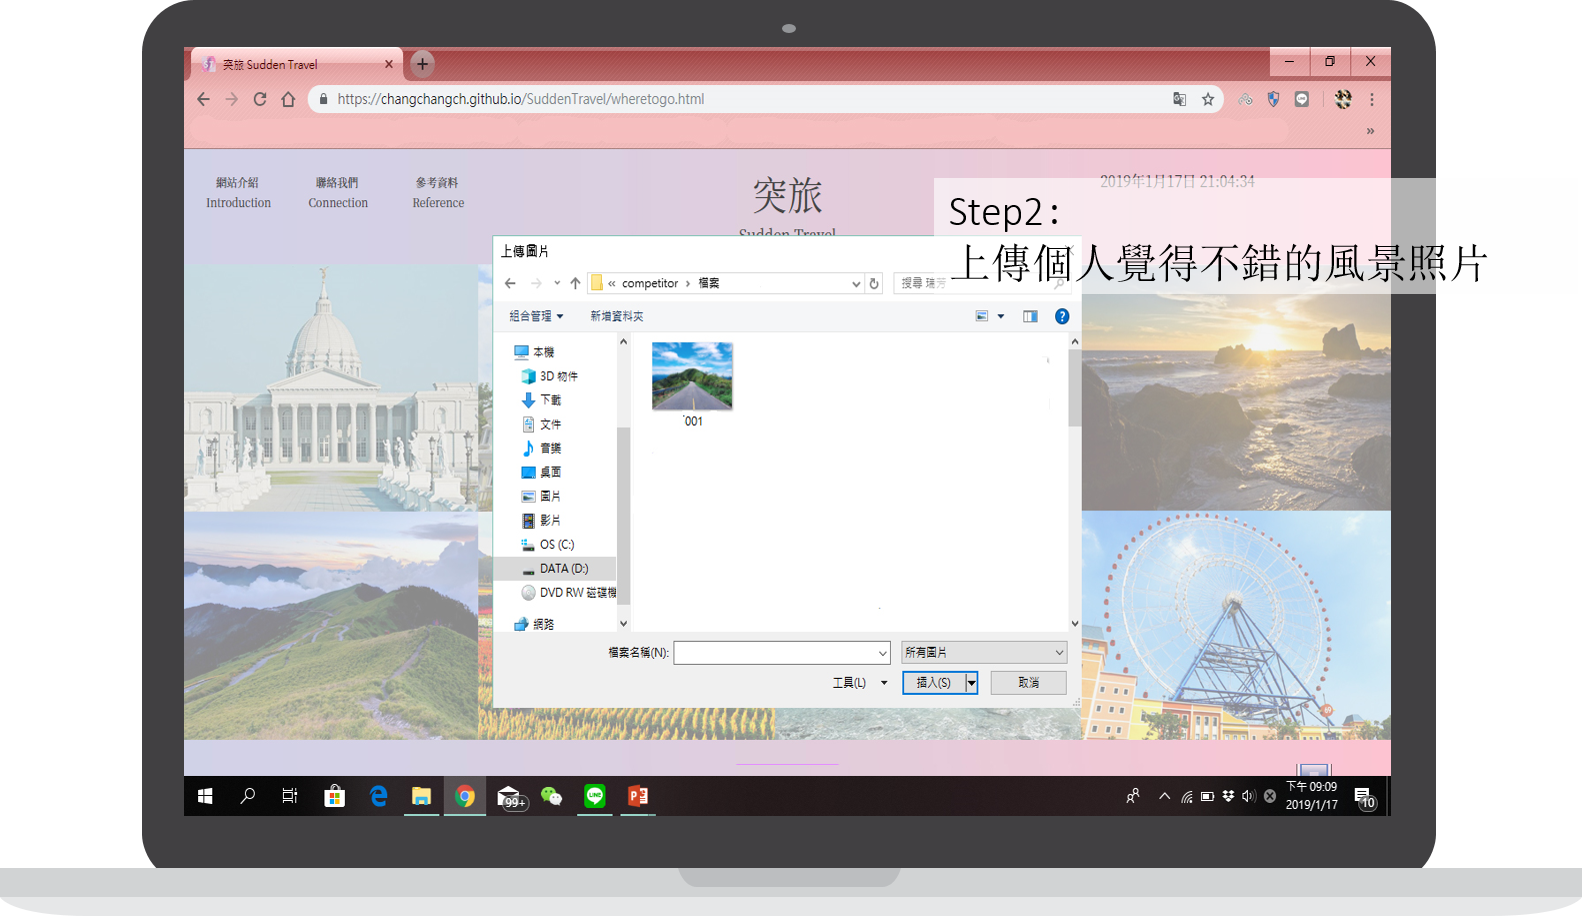 突旅 Sudden Travel
https://changchangch.github.io/SuddenTravel/wheretogo.html
»
網站介紹
Introduction
聯絡我們
Connection
參考資料
Reference
突旅
Sudden Travel
2019年1月17日 21:04:34
Step2:
上傳個人覺得不錯的風景照片
上傳圖片
« competitor › 檔案
搜尋 瑞芳
組合管理
新增資料夾
本機
3D 物件
下載
文件
音樂
桌面
圖片
影片
OS (C:)
DATA (D:)
DVD RW 磁碟機
網路
001
檔案名稱(N):
所有圖片
工具(L)
插入(S)
取消
99+
下午 09:09
2019/1/17
10